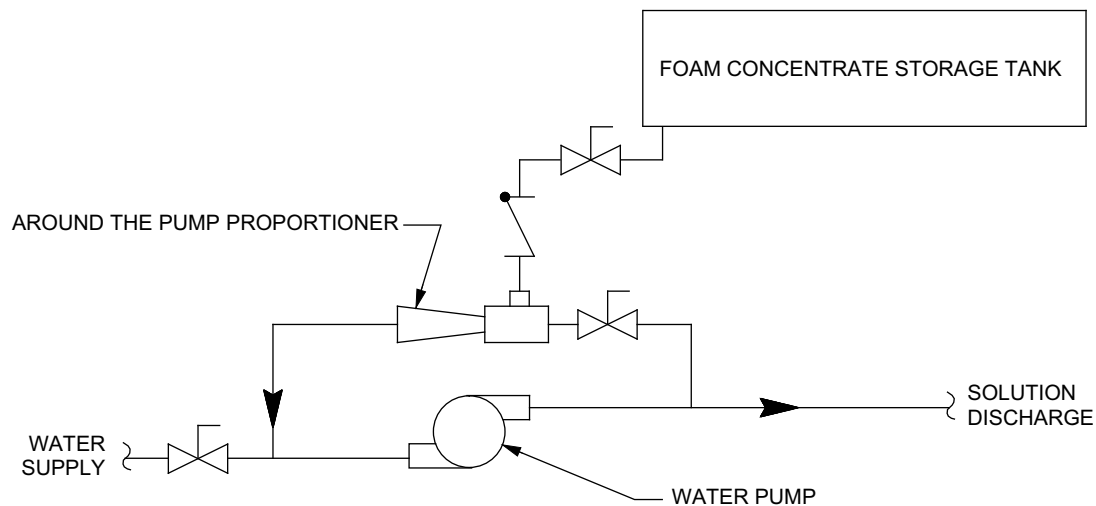 FOAM CONCENTRATE STORAGE TANK
AROUND THE PUMP PROPORTIONER
SOLUTION
DISCHARGE
WATER
SUPPLY
WATER PUMP